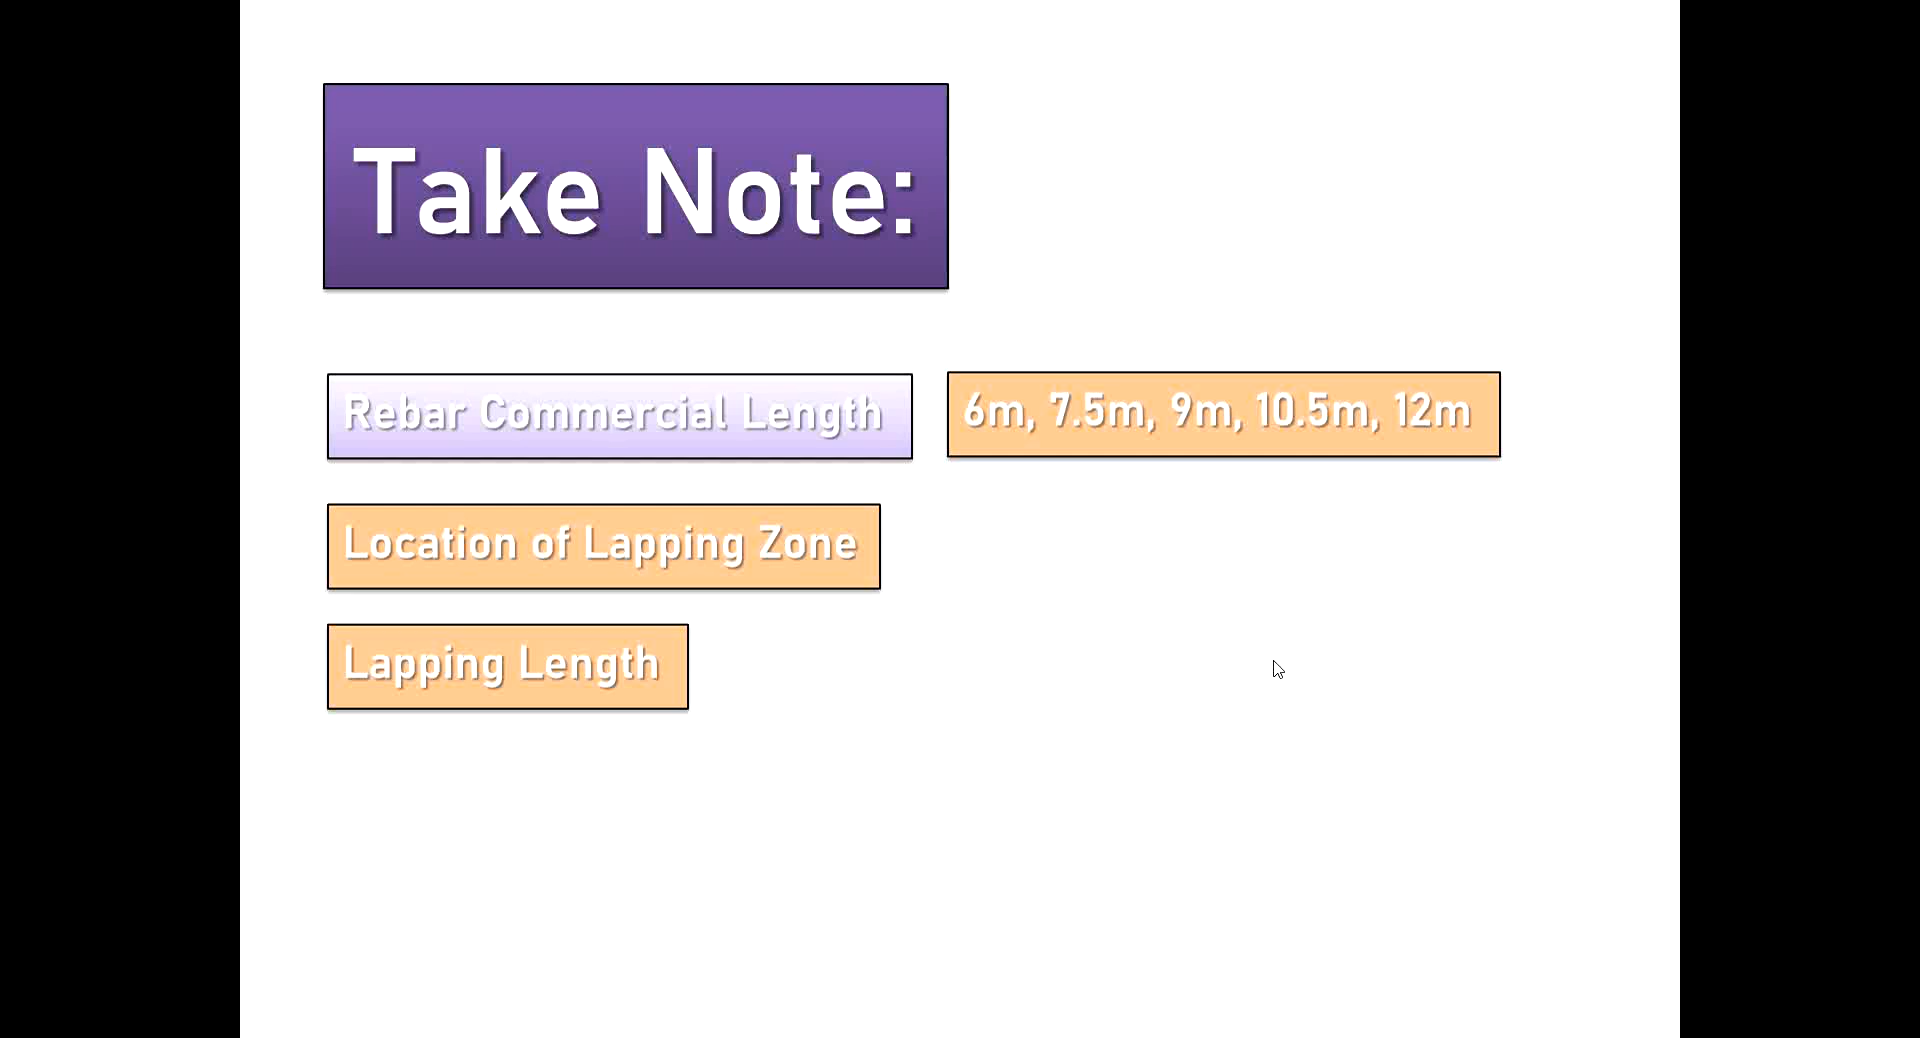 Take Note:
Rebar Commercial Length
6m, 7.5m, 9m, 10.5m, 12m
Location of Lapping Zone
Lapping Length